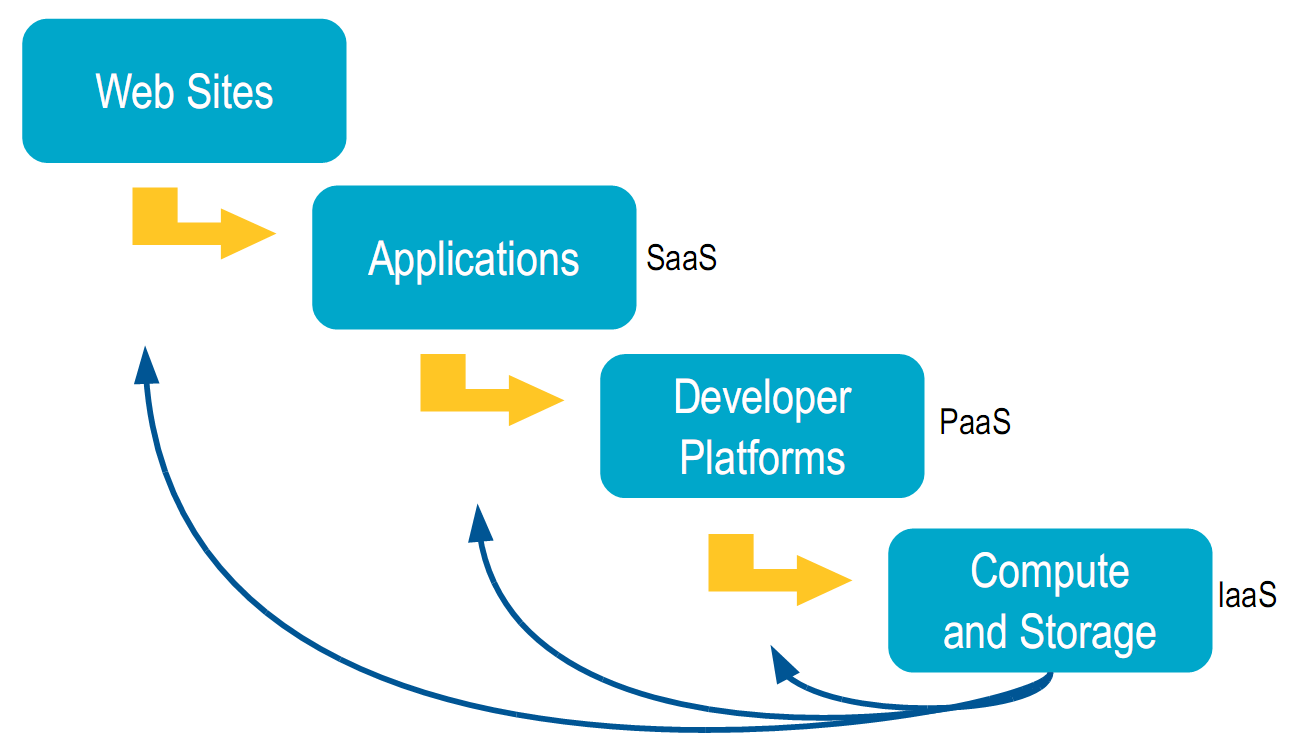 Web Sites
Applications
SaaS
Developer
Platforms
PaaS
Compute
and Storage
IaaS